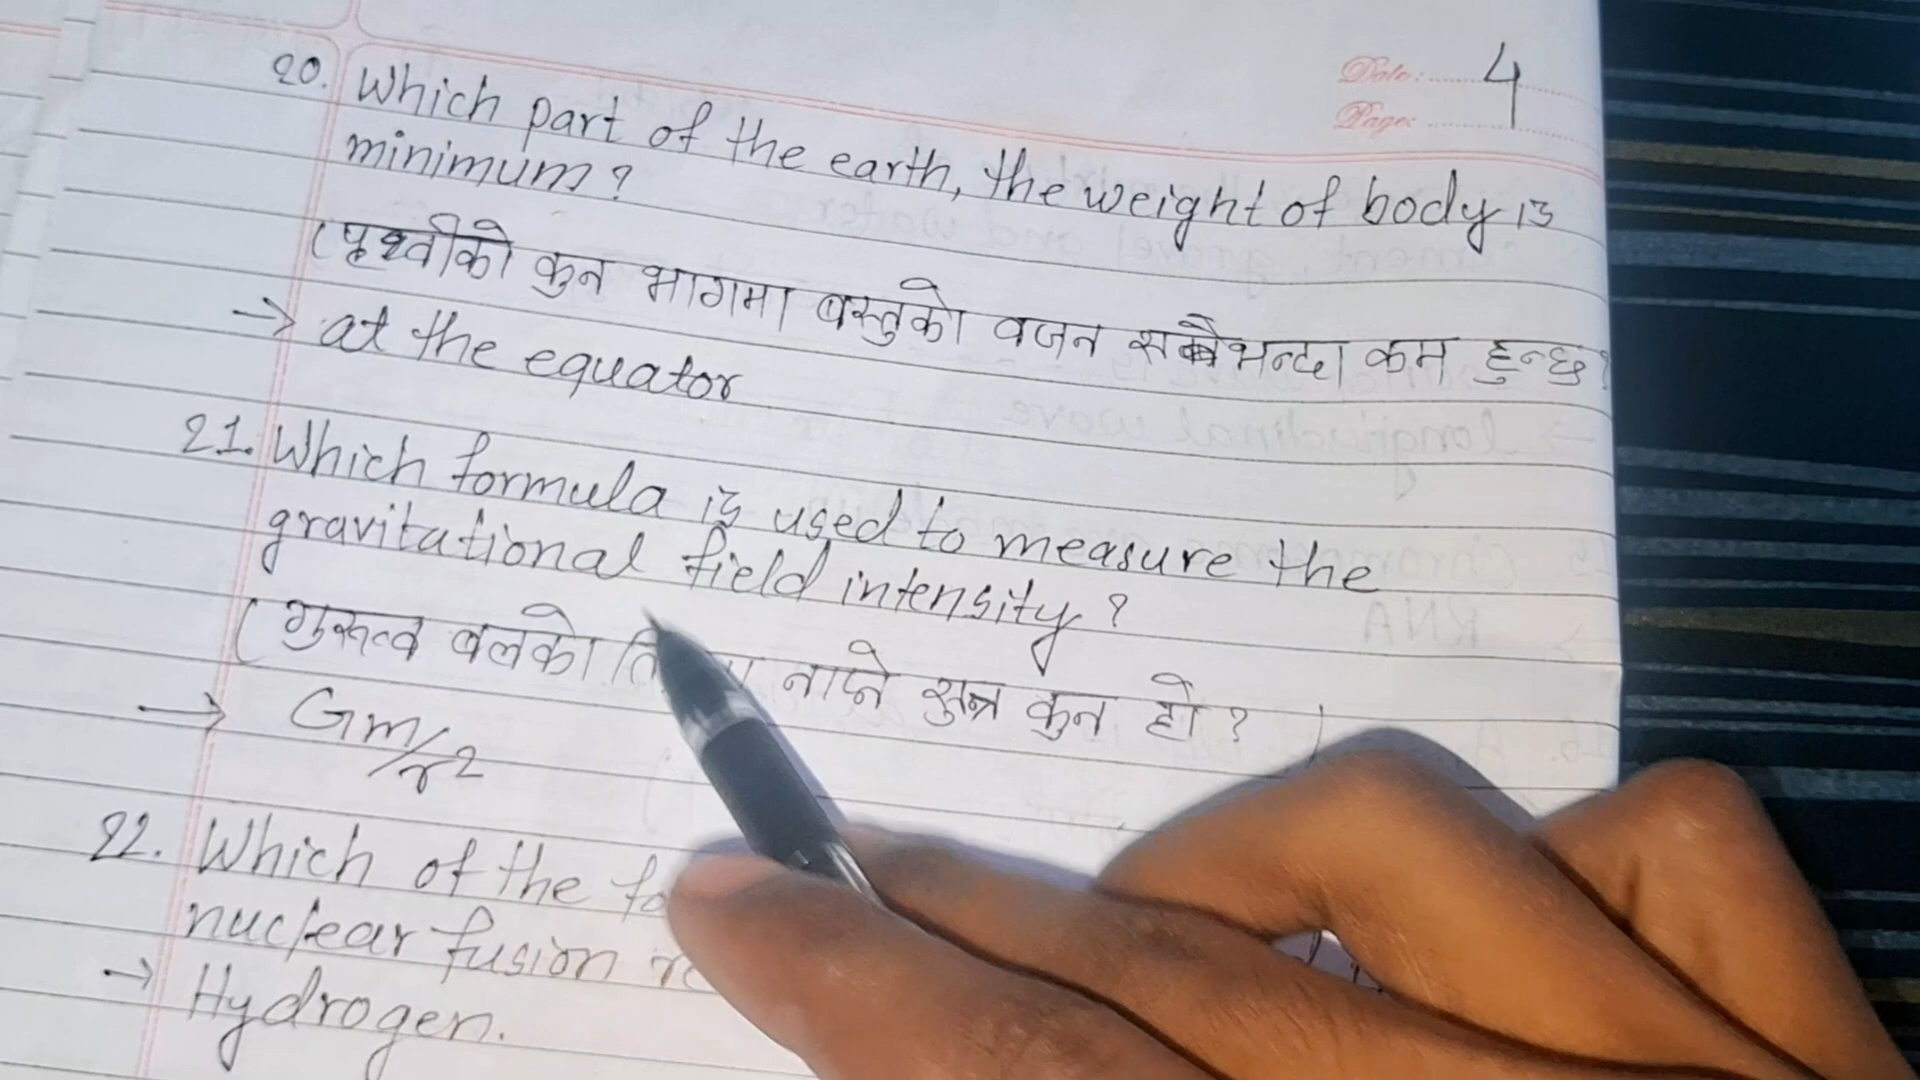 Date: 4
Page:
20. Which part of the earth, the weight of body is
minimum?
(पृथ्वीको कुन भागमा बस्तुको वजन सबैभन्दा कम हुन्छ?
→ at the equator
21. Which formula is used to measure the
gravitational field intensity?
(गुरुत्व बलको नाप्ने सुत्र कुन हो? )
→ Gm/r2
22. Which of the
nuclear fusion
→ Hydrogen.